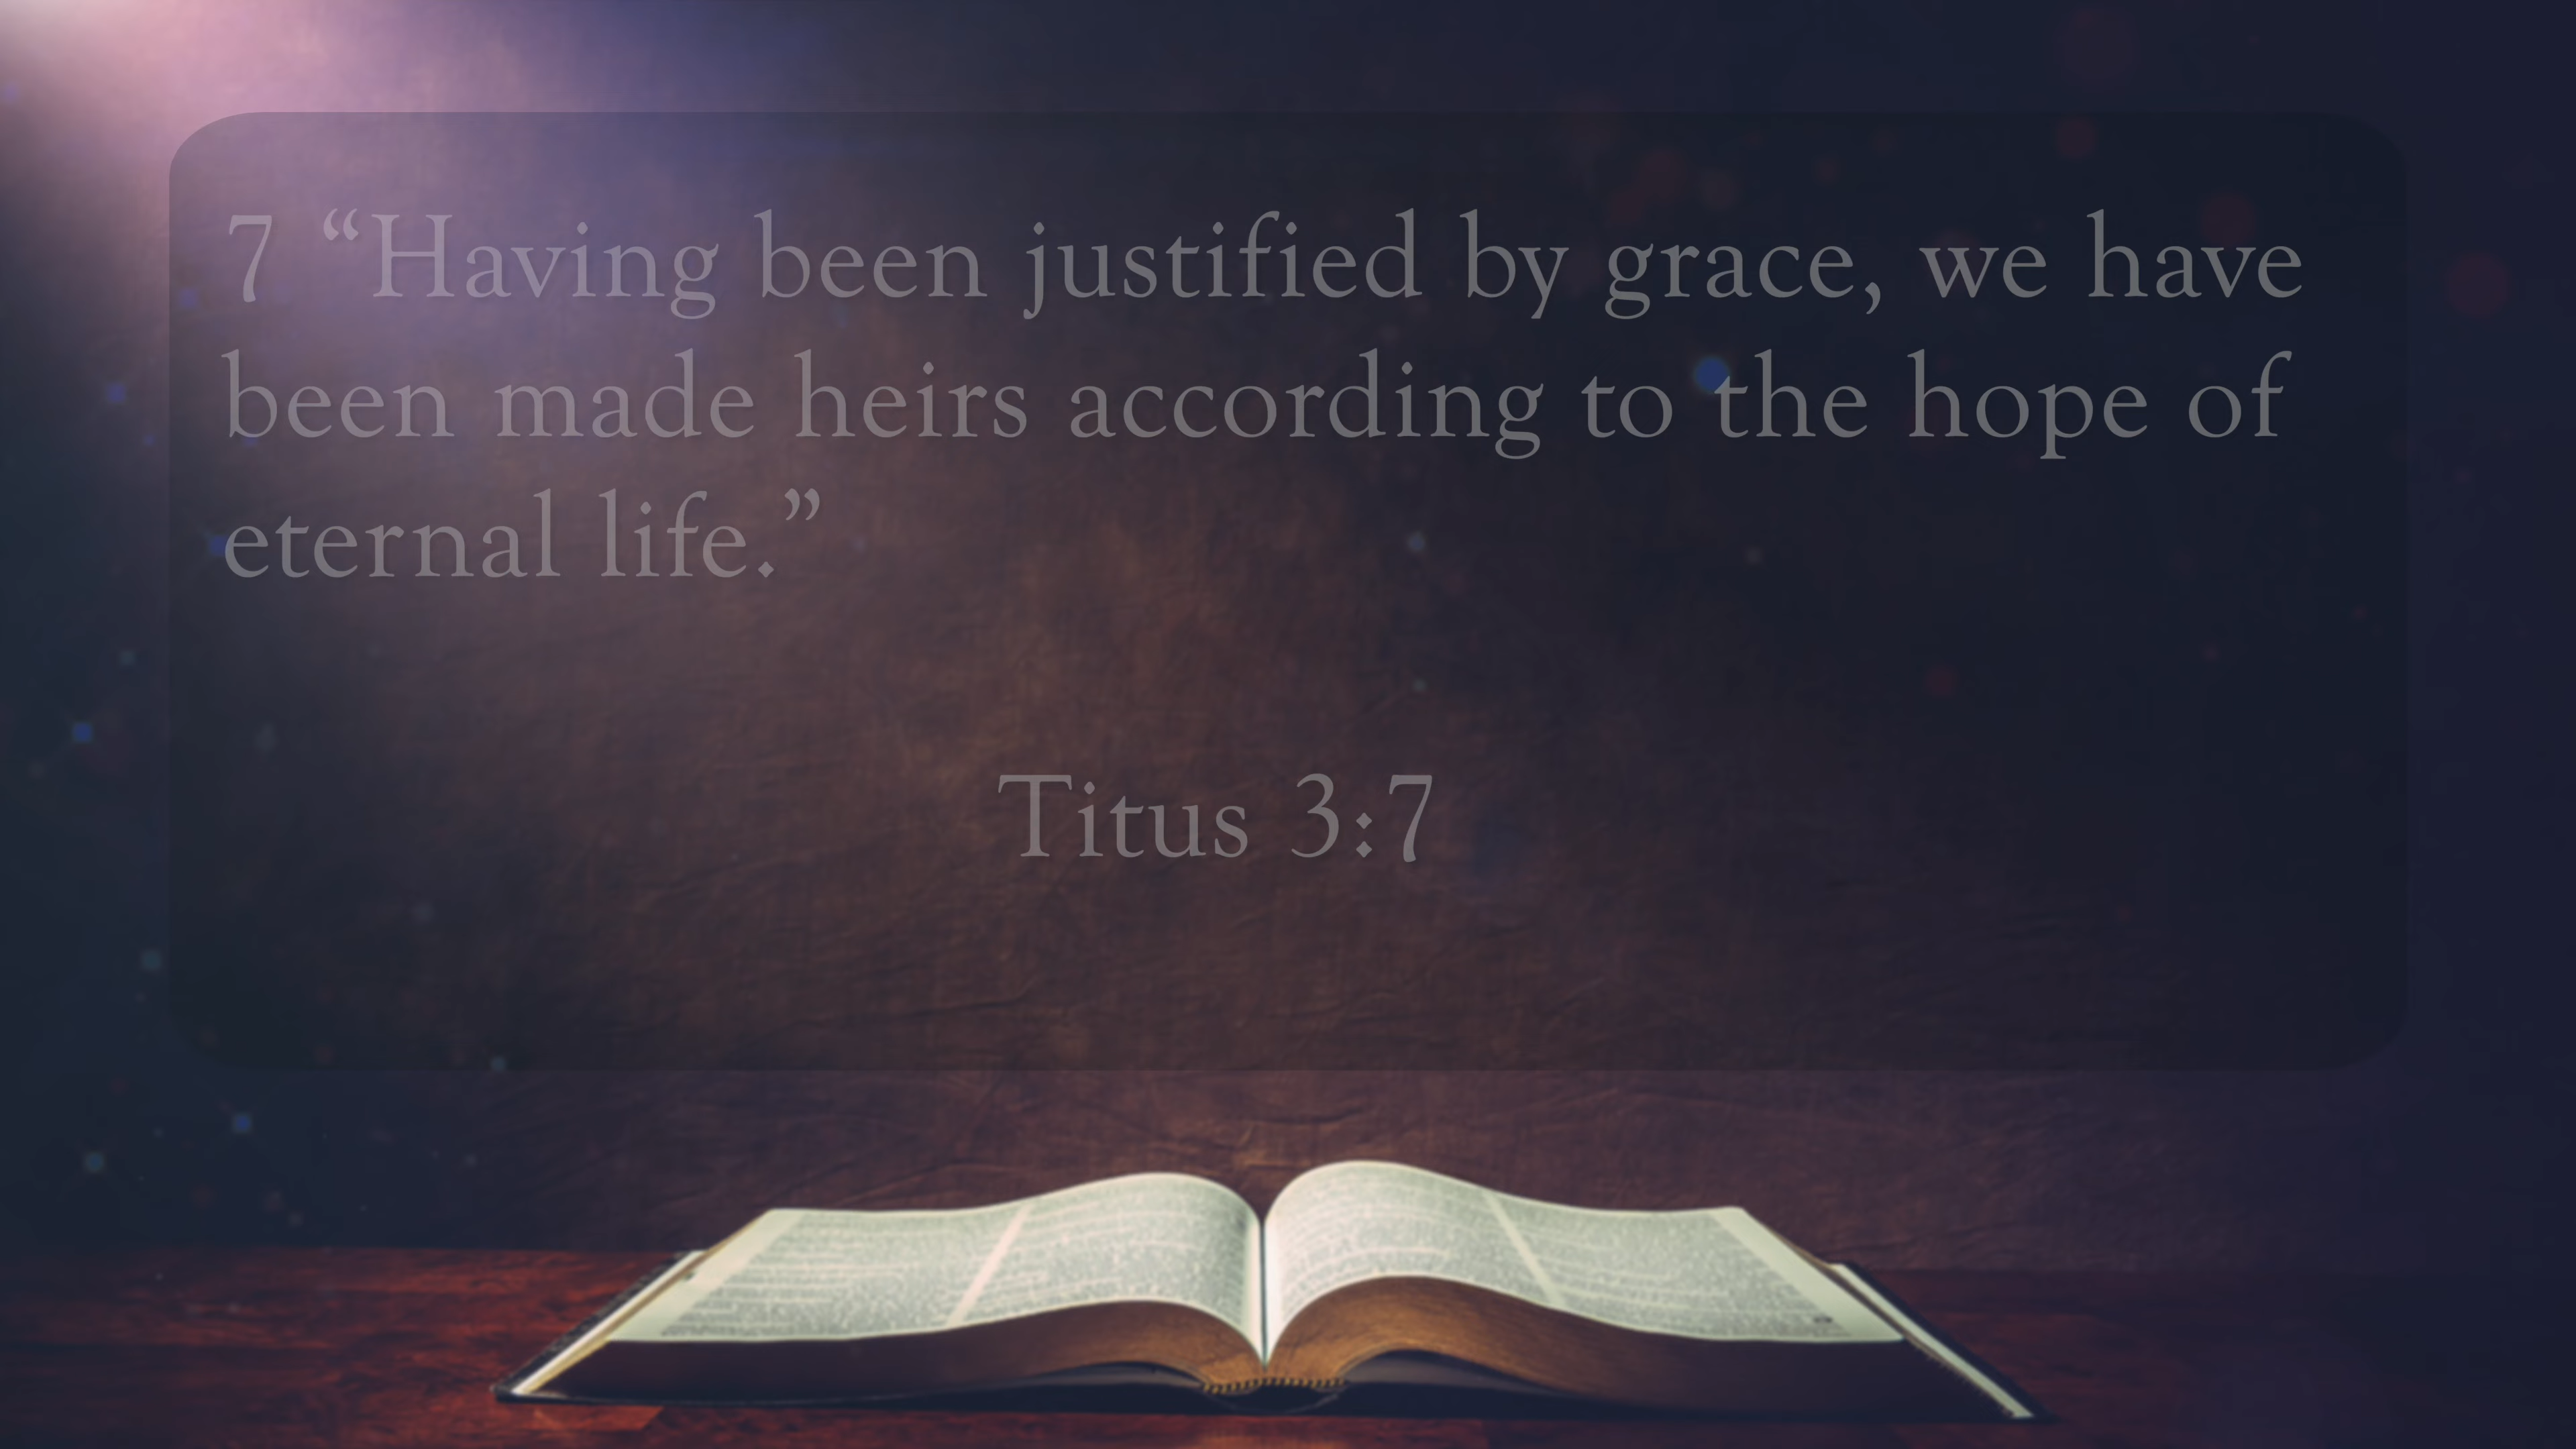 7 “Having been justified by grace, we have
been made heirs according to the hope of
eternal life.”
Titus 3:7